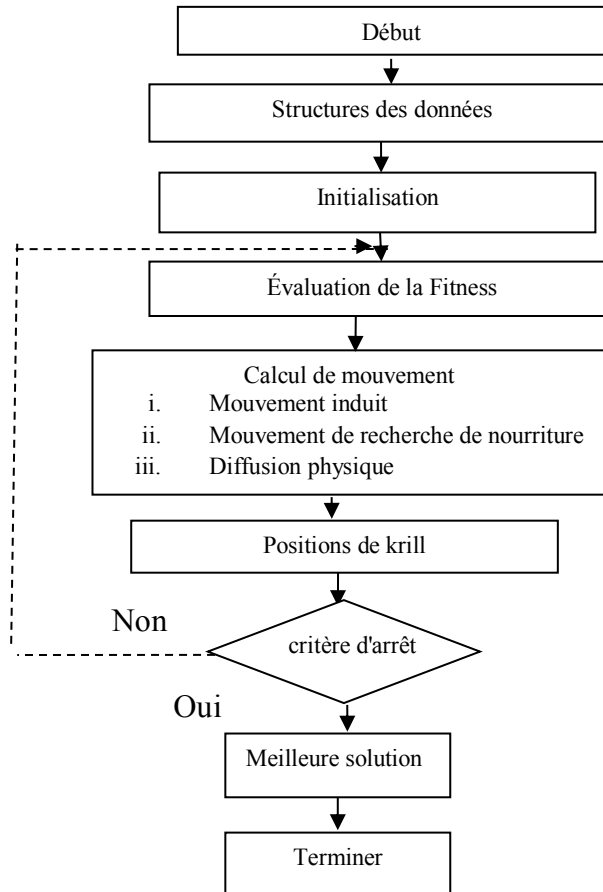 Début
Structures des données
Initialisation
Évaluation de la Fitness
Calcul de mouvement
i. Mouvement induit
ii. Mouvement de recherche de nourriture
iii. Diffusion physique
Positions de krill
Non
critère d'arrêt
Oui
Meilleure solution
Terminer